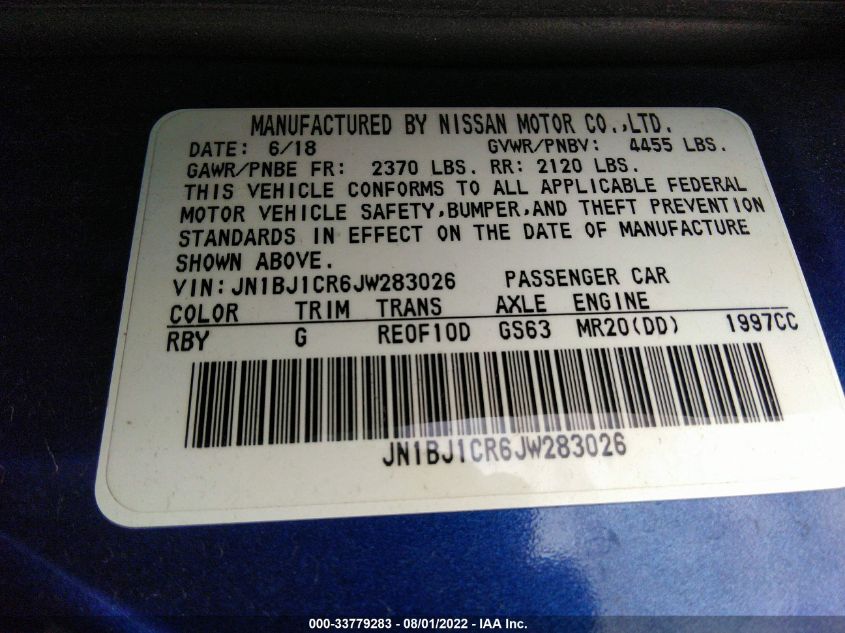 MANUFACTURED BY NISSAN MOTOR CO.,LTD.
DATE: 6/18 GVWR/PNBV: 4455 LBS.
GAWR/PNBE FR: 2370 LBS. RR: 2120 LBS.
THIS VEHICLE CONFORMS TO ALL APPLICABLE FEDERAL
MOTOR VEHICLE SAFETY,BUMPER,AND THEFT PREVENTION
STANDARDS IN EFFECT ON THE DATE OF MANUFACTURE
SHOWN ABOVE.
VIN:JN1BJ1CR6JW283026 PASSENGER CAR
COLOR TRIM TRANS AXLE ENGINE
RBY G RE0F10D GS63 MR20(DD) 1997CC
JN1BJ1CR6JW283026
000-33779283 - 08/01/2022 - IAA Inc.